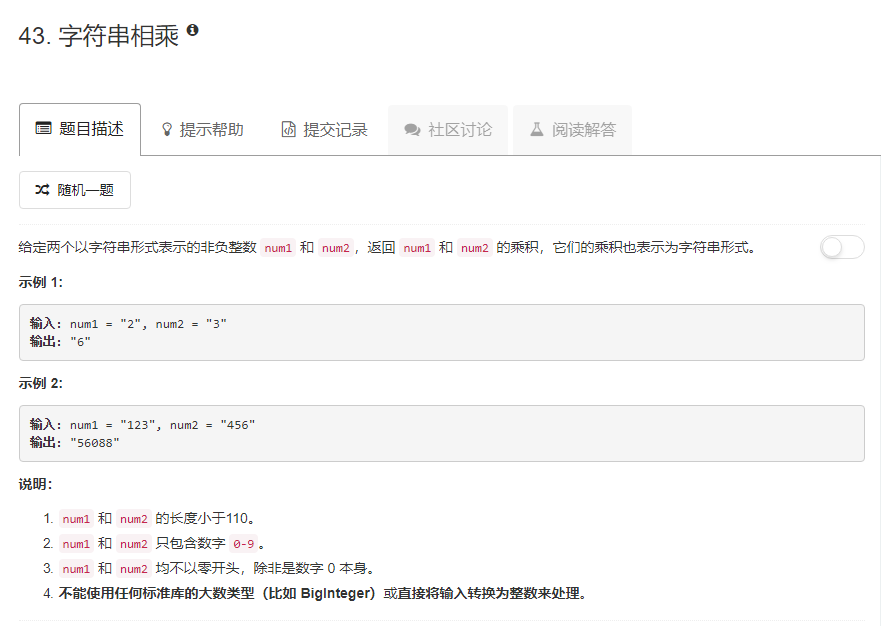 43. 字符串相乘
题目描述 提示帮助 提交记录 社区讨论 阅读解答
随机一题
给定两个以字符串形式表示的非负整数 num1 和 num2，返回 num1 和 num2 的乘积，它们的乘积也表示为字符串形式。
示例 1:
输入: num1 = "2", num2 = "3"
输出: "6"
示例 2:
输入: num1 = "123", num2 = "456"
输出: "56088"
说明：
1. num1 和 num2 的长度小于110。
2. num1 和 num2 只包含数字 0-9 。
3. num1 和 num2 均不以零开头，除非是数字 0 本身。
4. 不能使用任何标准库的大数类型（比如 BigInteger）或直接将输入转换为整数来处理。